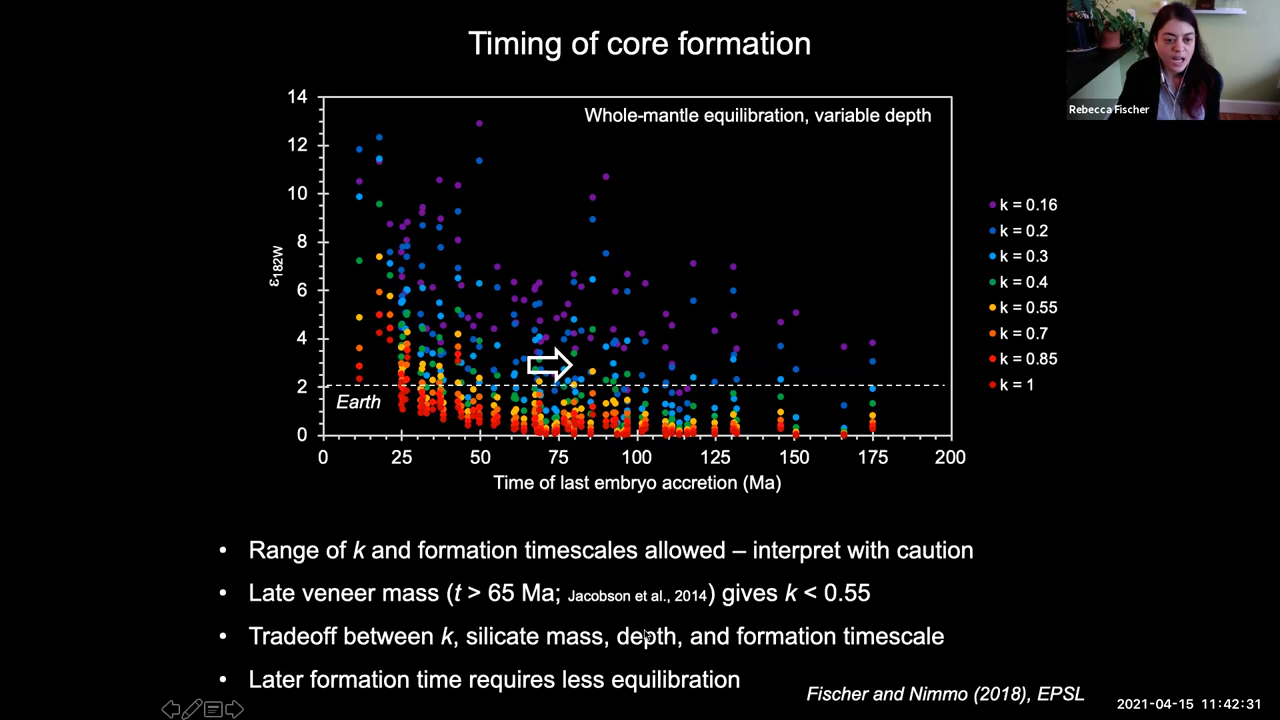 Timing of core formation
Rebecca Fischer
Whole-mantle equilibration, variable depth
14
12
10
8
6
4
2
0
ε182W
Earth
0 25 50 75 100 125 150 175 200
Time of last embryo accretion (Ma)
k = 0.16
k = 0.2
k = 0.3
k = 0.4
k = 0.55
k = 0.7
k = 0.85
k = 1
• Range of k and formation timescales allowed – interpret with caution
• Late veneer mass (t > 65 Ma; Jacobson et al., 2014) gives k < 0.55
• Tradeoff between k, silicate mass, depth, and formation timescale
• Later formation time requires less equilibration
Fischer and Nimmo (2018), EPSL
2021-04-15 11:42:31